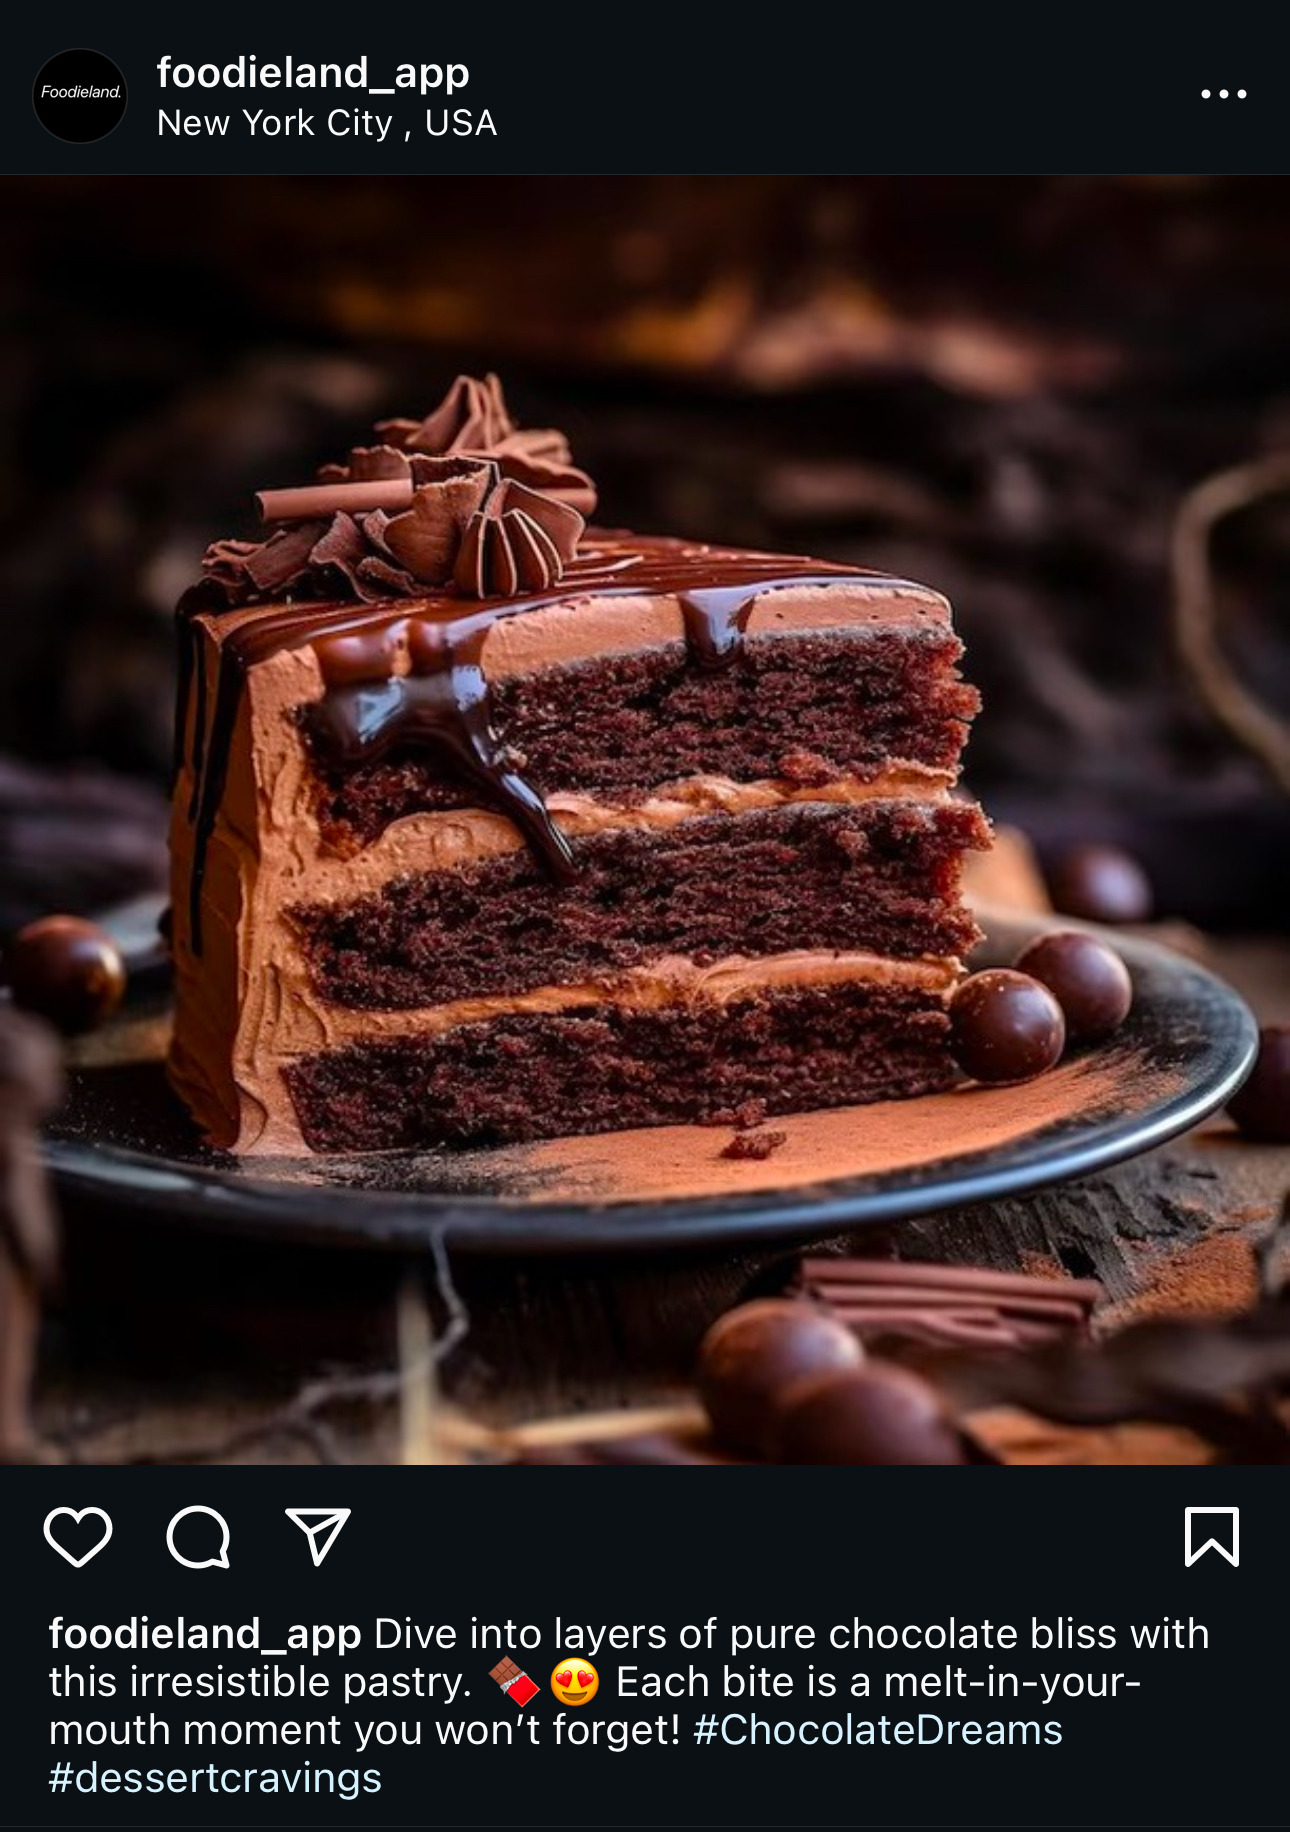 Foodieland.
foodieland_app
New York City , USA
foodieland_app Dive into layers of pure chocolate bliss with
this irresistible pastry. 🍫😍 Each bite is a melt-in-your-
mouth moment you won’t forget! #ChocolateDreams
#dessertcravings